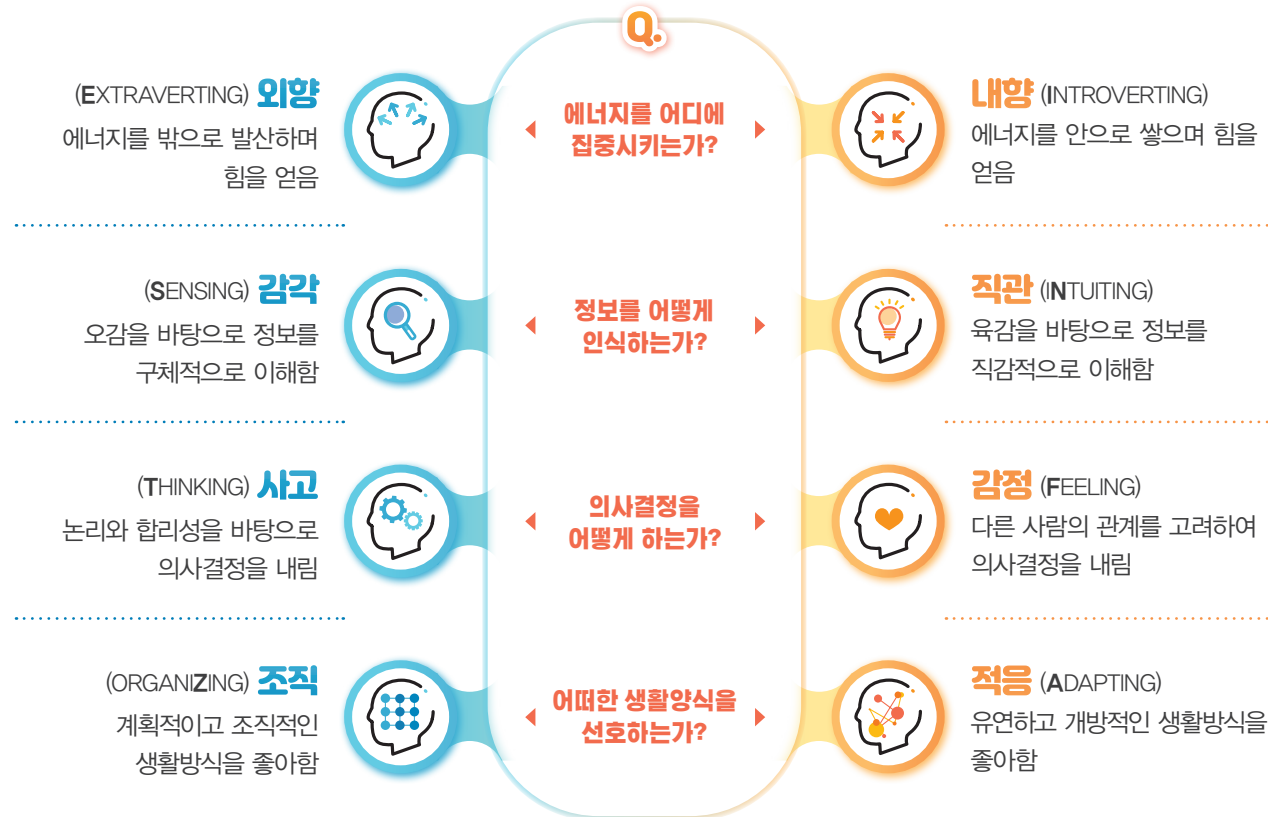 Q.
(EXTRAVERTING) 외향
에너지를 밖으로 발산하며
힘을 얻음
에너지를 어디에
집중시키는가?
내향 (INTROVERTING)
에너지를 안으로 쌓으며 힘을
얻음
(SENSING) 감각
오감을 바탕으로 정보를
구체적으로 이해함
정보를 어떻게
인식하는가?
직관 (INTUITING)
육감을 바탕으로 정보를
직감적으로 이해함
(THINKING) 사고
논리와 합리성을 바탕으로
의사결정을 내림
의사결정을
어떻게 하는가?
감정 (FEELING)
다른 사람의 관계를 고려하여
의사결정을 내림
(ORGANIZING) 조직
계획적이고 조직적인
생활방식을 좋아함
어떠한 생활양식을
선호하는가?
적응 (ADAPTING)
유연하고 개방적인 생활방식을
좋아함